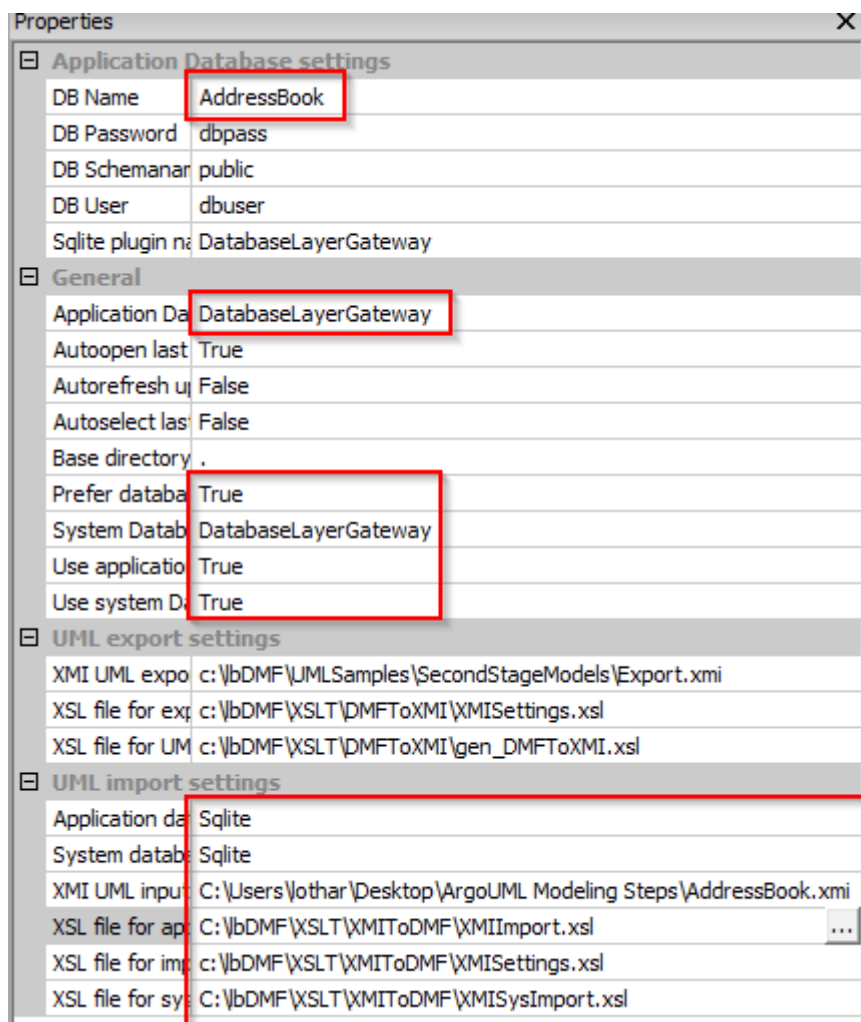 Properties
Application Database settings
DB Name AddressBook
DB Password dbpass
DB Schemanar public
DB User dbuser
Sqlite plugin na DatabaseLayerGateway
General
Application Da DatabaseLayerGateway
Autoopen last True
Autorefresh up False
Autoselect last False
Base directory .
Prefer databa True
System Datab DatabaseLayerGateway
Use applicatio True
Use system Da True
UML export settings
XMI UML expo c:\lbDMF\UMLSamples\SecondStageModels\Export.xmi
XSL file for exp c:\lbDMF\XSLT\DMFToXMI\XMISettings.xsl
XSL file for UM c:\lbDMF\XSLT\DMFToXMI\gen_DMFToXMI.xsl
UML import settings
Application da Sqlite
System datab Sqlite
XMI UML input C:\Users\lothar\Desktop\ArgoUML Modeling Steps\AddressBook.xmi
XSL file for ap C:\lbDMF\XSLT\XMIToDMF\XMIImport.xsl ...
XSL file for imp c:\lbDMF\XSLT\XMIToDMF\XMISettings.xsl
XSL file for sys C:\lbDMF\XSLT\XMIToDMF\XMISysImport.xsl